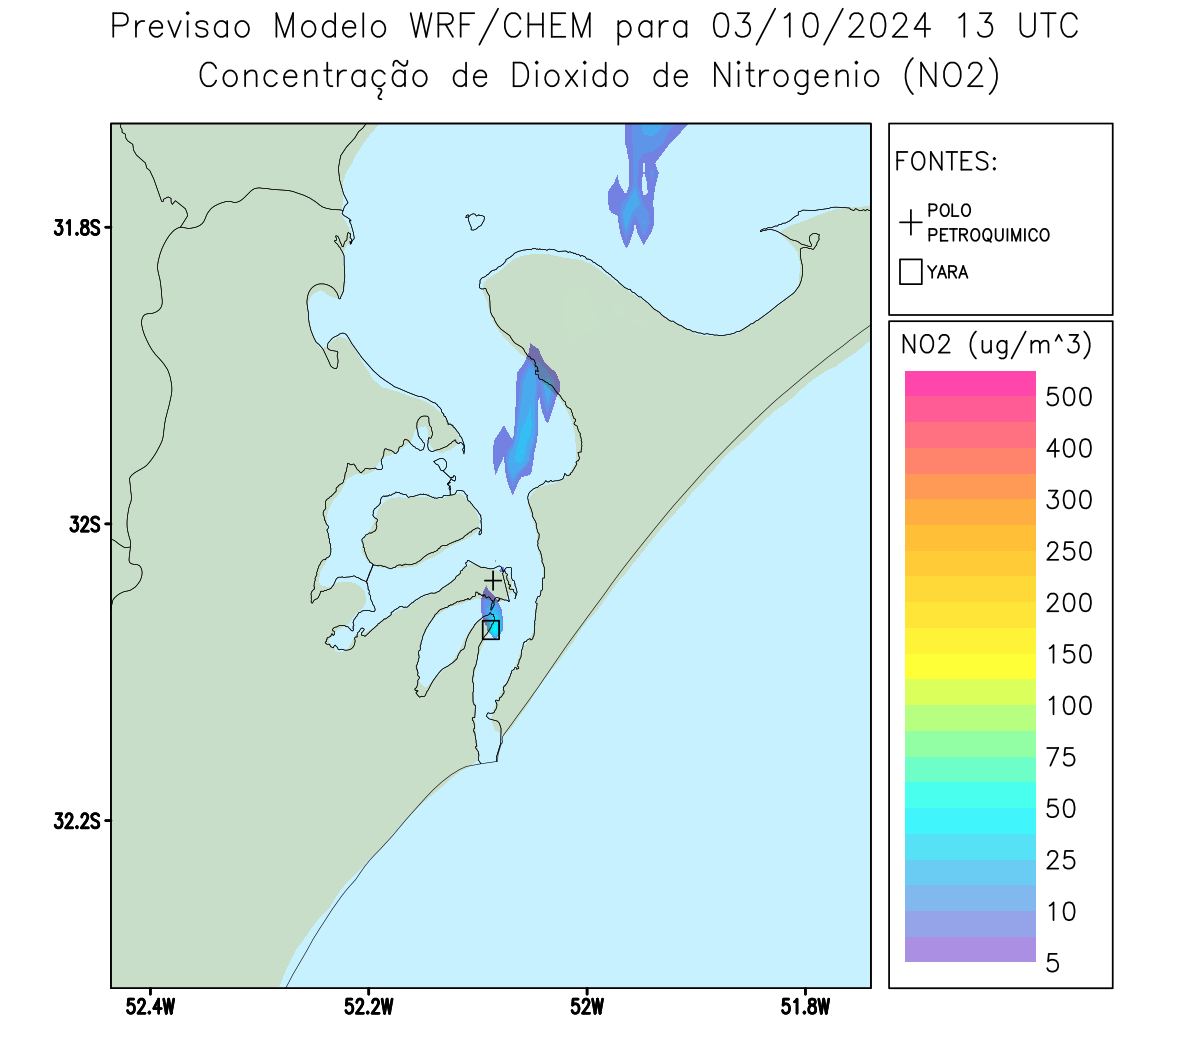 Previsao Modelo WRF/CHEM para 03/10/2024 13 UTC
Concentração de Dioxido de Nitrogenio (NO2)
FONTES:
POLO
PETROQUIMICO
YARA
NO2 (ug/m^3)
500
400
300
250
200
150
100
75
50
25
10
5
31.8S
32S
32.2S
52.4W
52.2W
52W
51.8W